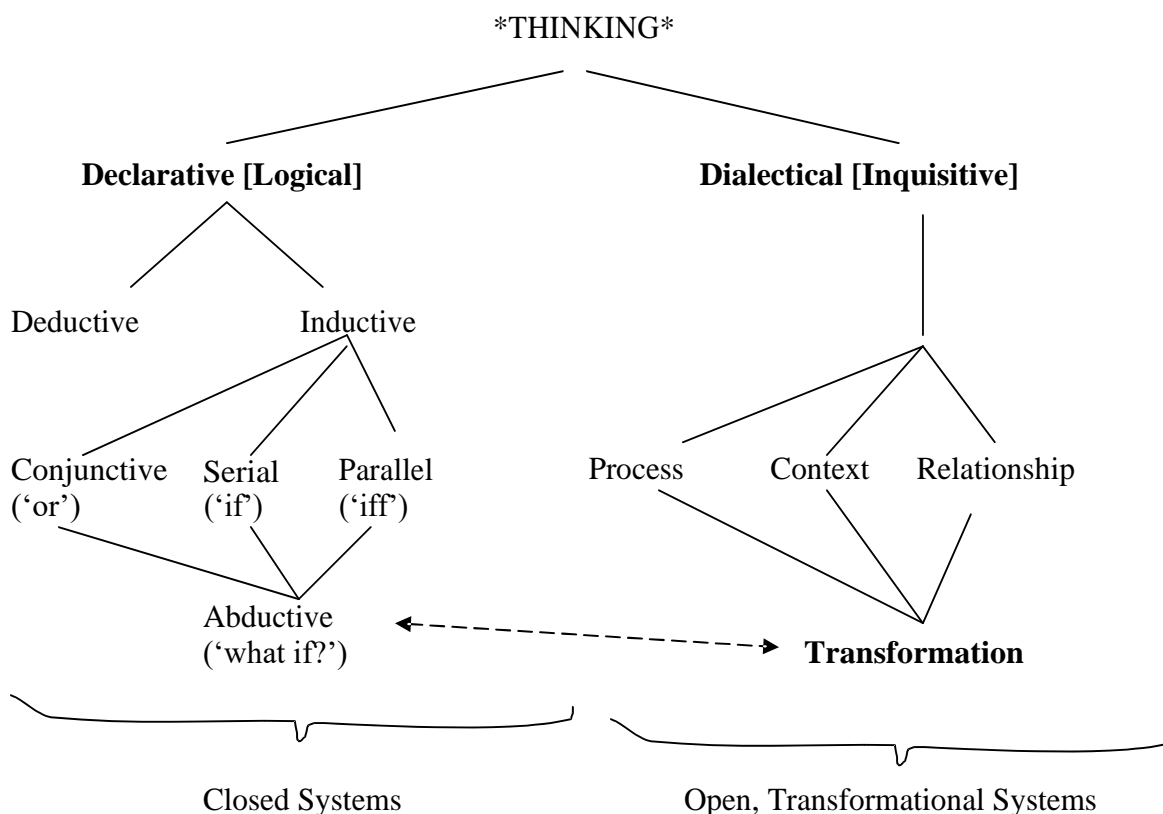 *THINKING*
Declarative [Logical]
Dialectical [Inquisitive]
Deductive
Inductive
Conjunctive
(‘or’)
Serial
(‘if’)
Parallel
(‘iff’)
Process
Context
Relationship
Abductive
(‘what if?’)
Transformation
Closed Systems
Open, Transformational Systems